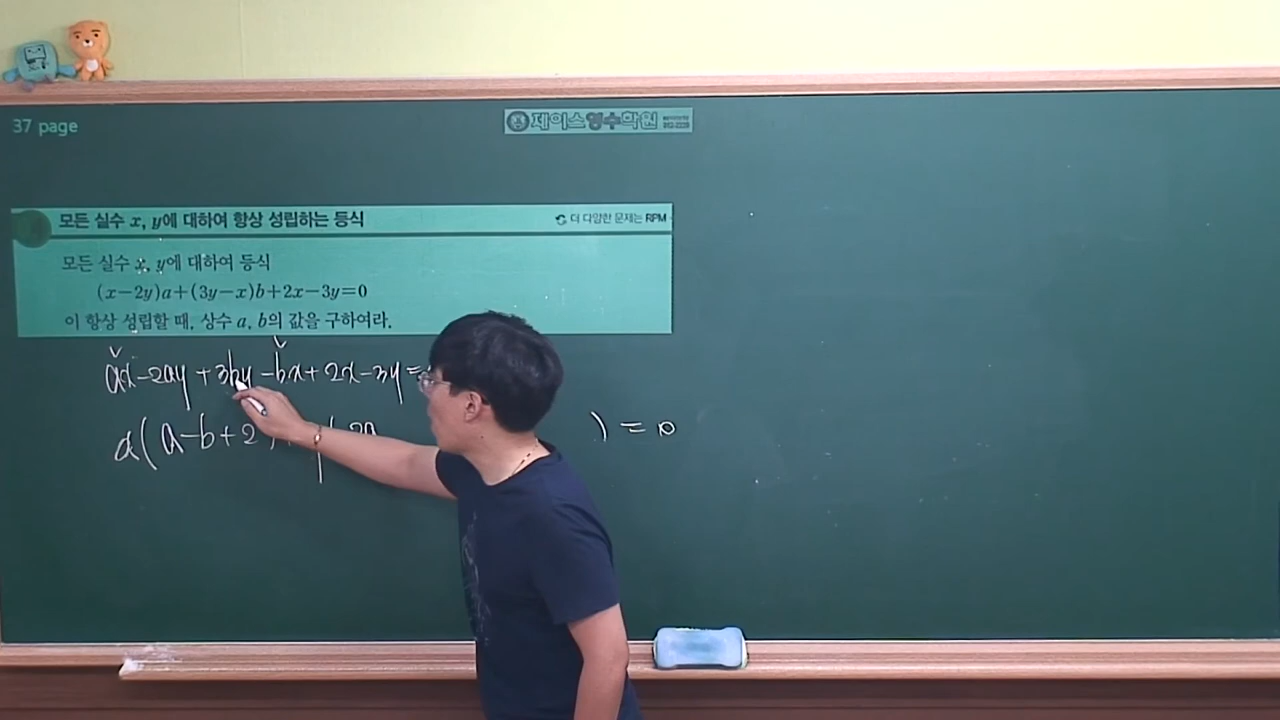 37 page
제이스영수학원
모든 실수 x, y에 대하여 항상 성립하는 등식
더 다양한 문제는 RPM
모든 실수 x, y에 대하여 등식
(x-2y)a+(3y-x)b+2x-3y=0
이 항상 성립할 때, 상수 a, b의 값을 구하여라.
ax-2ay+3by-bx+2x-3y=
x(a-b+2) )=0